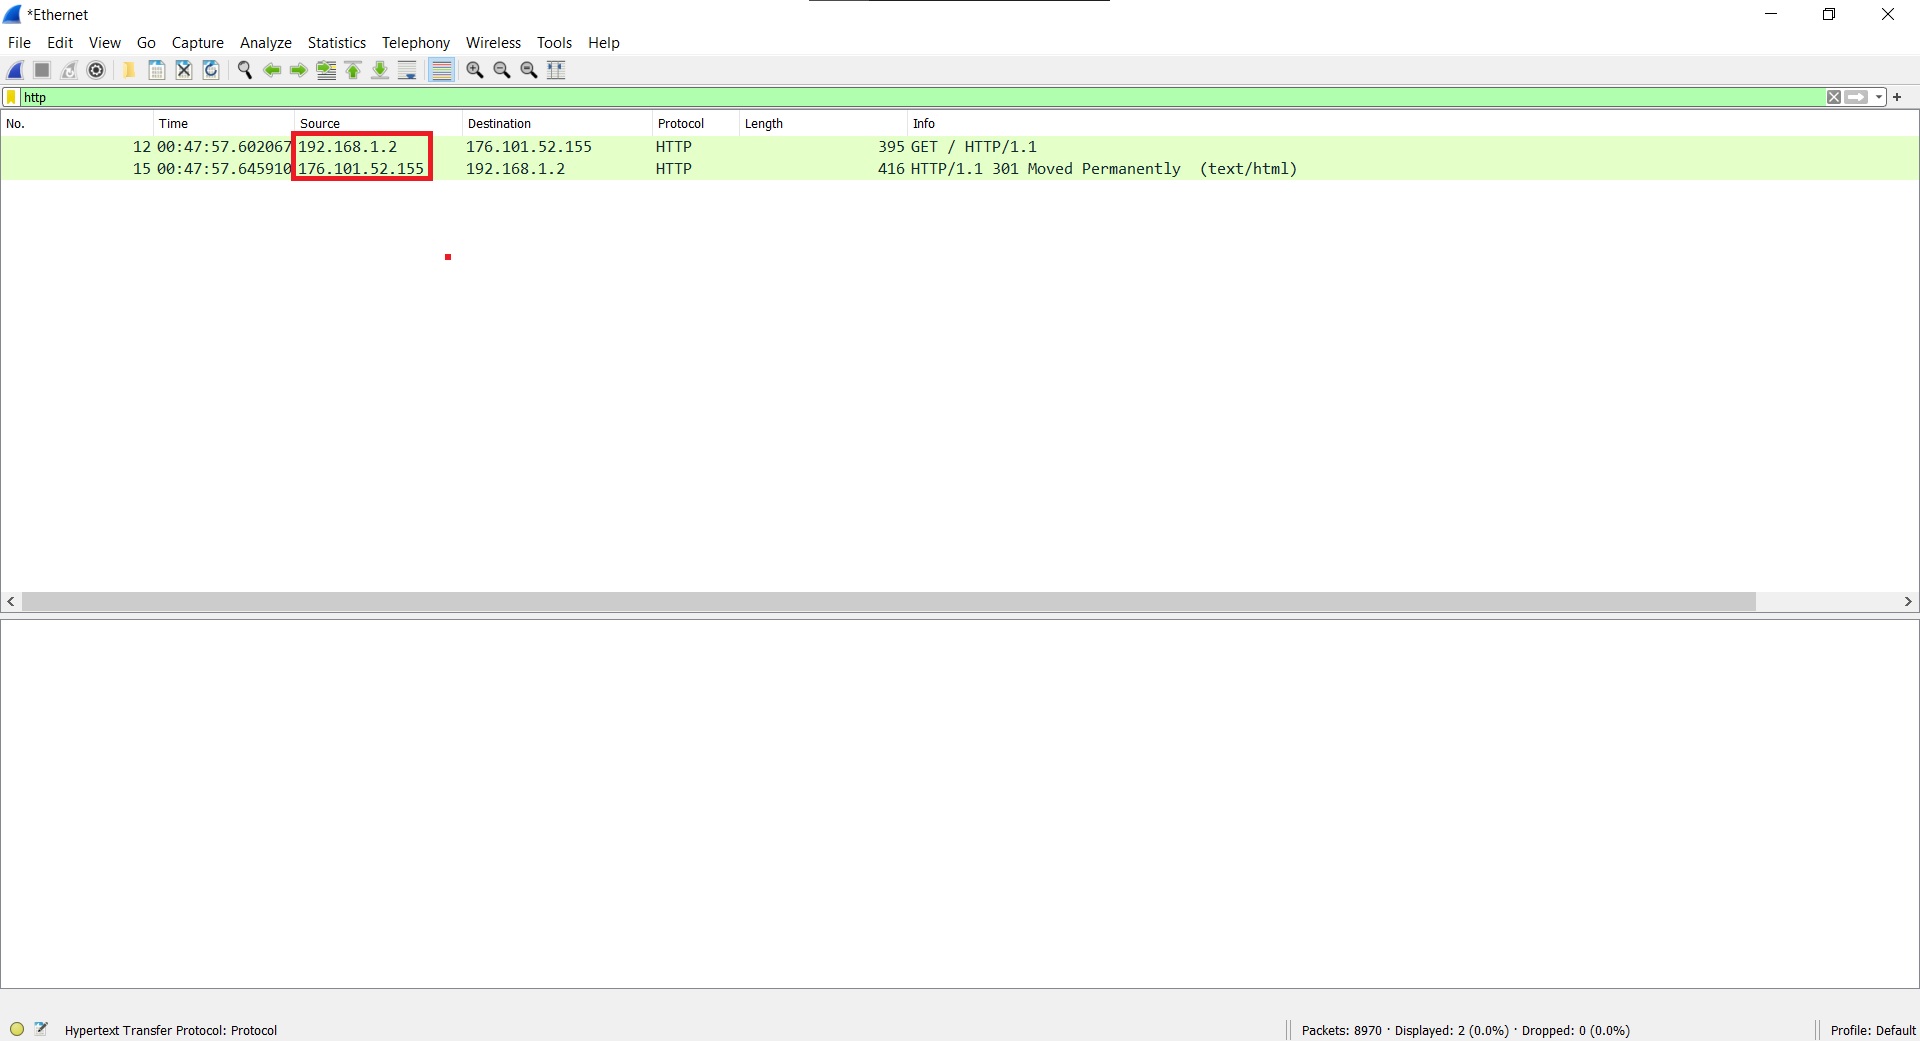 *Ethernet
File Edit View Go Capture Analyze Statistics Telephony Wireless Tools Help
http
No. Time Source Destination Protocol Length Info
12 00:47:57.602067 192.168.1.2 176.101.52.155 HTTP 395 GET / HTTP/1.1
15 00:47:57.645910 176.101.52.155 192.168.1.2 HTTP 416 HTTP/1.1 301 Moved Permanently (text/html)
Hypertext Transfer Protocol: Protocol Packets: 8970 · Displayed: 2 (0.0%) · Dropped: 0 (0.0%) Profile: Default